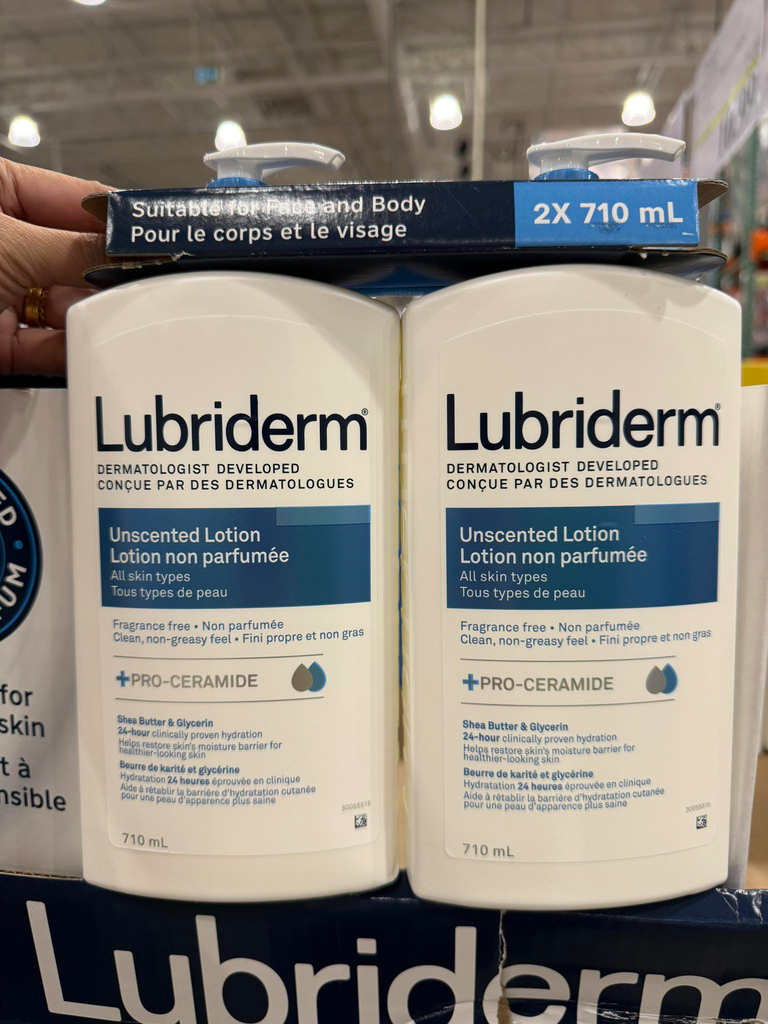 Suitable for Face and Body
Pour le corps et le visage
2X 710 mL
Lubriderm®
DERMATOLOGIST DEVELOPED
CONÇUE PAR DES DERMATOLOGUES
Unscented Lotion
Lotion non parfumée
All skin types
Tous types de peau
Fragrance free • Non parfumée
Clean, non-greasy feel • Fini propre et non gras
+PRO-CERAMIDE
Shea Butter & Glycerin
24-hour clinically proven hydration
Helps restore skin's moisture barrier for
healthier-looking skin
Beurre de karité et glycérine
Hydratation 24 heures éprouvée en clinique
Aide à rétablir la barrière d'hydratation cutanée
pour une peau d'apparence plus saine
710 mL
Lubriderm®
DERMATOLOGIST DEVELOPED
CONÇUE PAR DES DERMATOLOGUES
Unscented Lotion
Lotion non parfumée
All skin types
Tous types de peau
Fragrance free • Non parfumée
Clean, non-greasy feel • Fini propre et non gras
+PRO-CERAMIDE
Shea Butter & Glycerin
24-hour clinically proven hydration
Helps restore skin's moisture barrier for
healthier-looking skin
Beurre de karité et glycérine
Hydratation 24 heures éprouvée en clinique
Aide à rétablir la barrière d'hydratation cutanée
pour une peau d'apparence plus saine
710 mL
for
skin
t à
nsible
Lubriderm